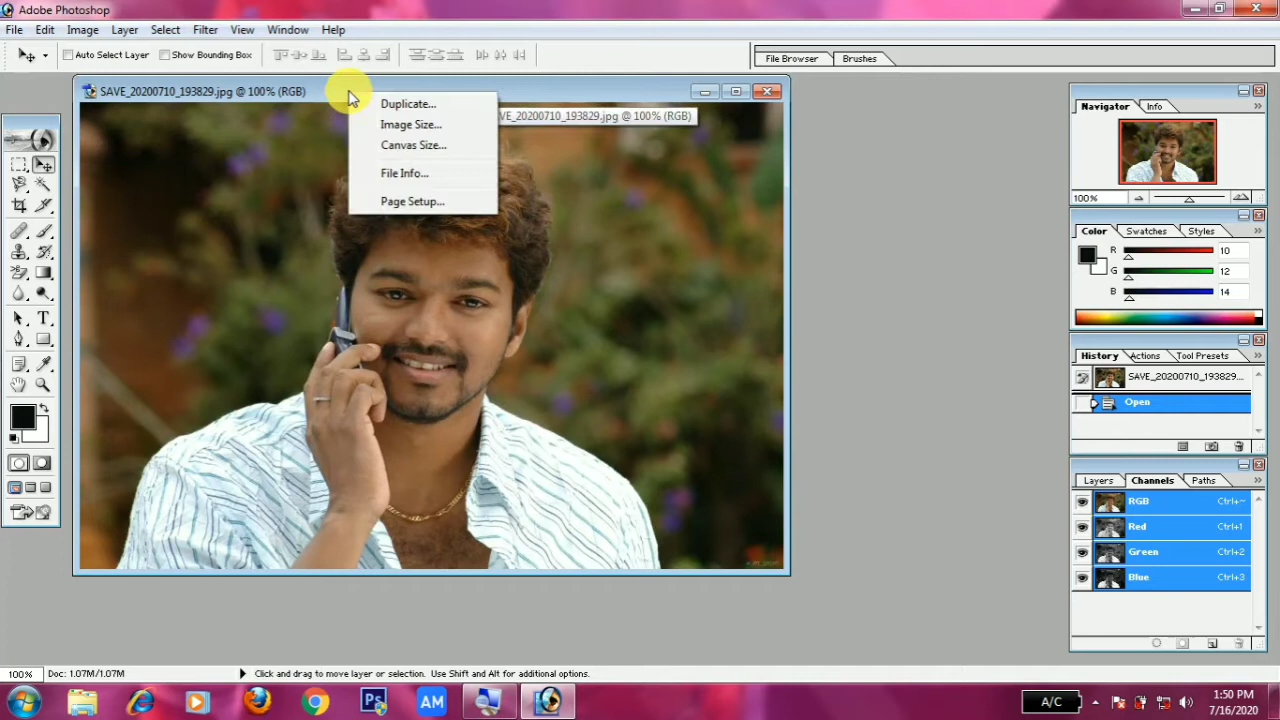 Adobe Photoshop
File Edit Image Layer Select Filter View Window Help
Auto Select Layer Show Bounding Box File Browser Brushes
SAVE_20200710_193829.jpg @ 100% (RGB)
Duplicate...
VE_20200710_193829.jpg @ 100% (RGB)
Image Size...
Canvas Size...
File Info...
Page Setup...
Navigator Info
100%
Color Swatches Styles
R 10
G 12
B 14
History Actions Tool Presets
SAVE_20200710_193829...
Open
Layers Channels Paths
RGB Ctrl+~
Red Ctrl+1
Green Ctrl+2
Blue Ctrl+3
100% Doc: 1.07M/1.07M Click and drag to move layer or selection. Use Shift and Alt for additional options.
Ps AM A/C 1:50 PM
7/16/2020